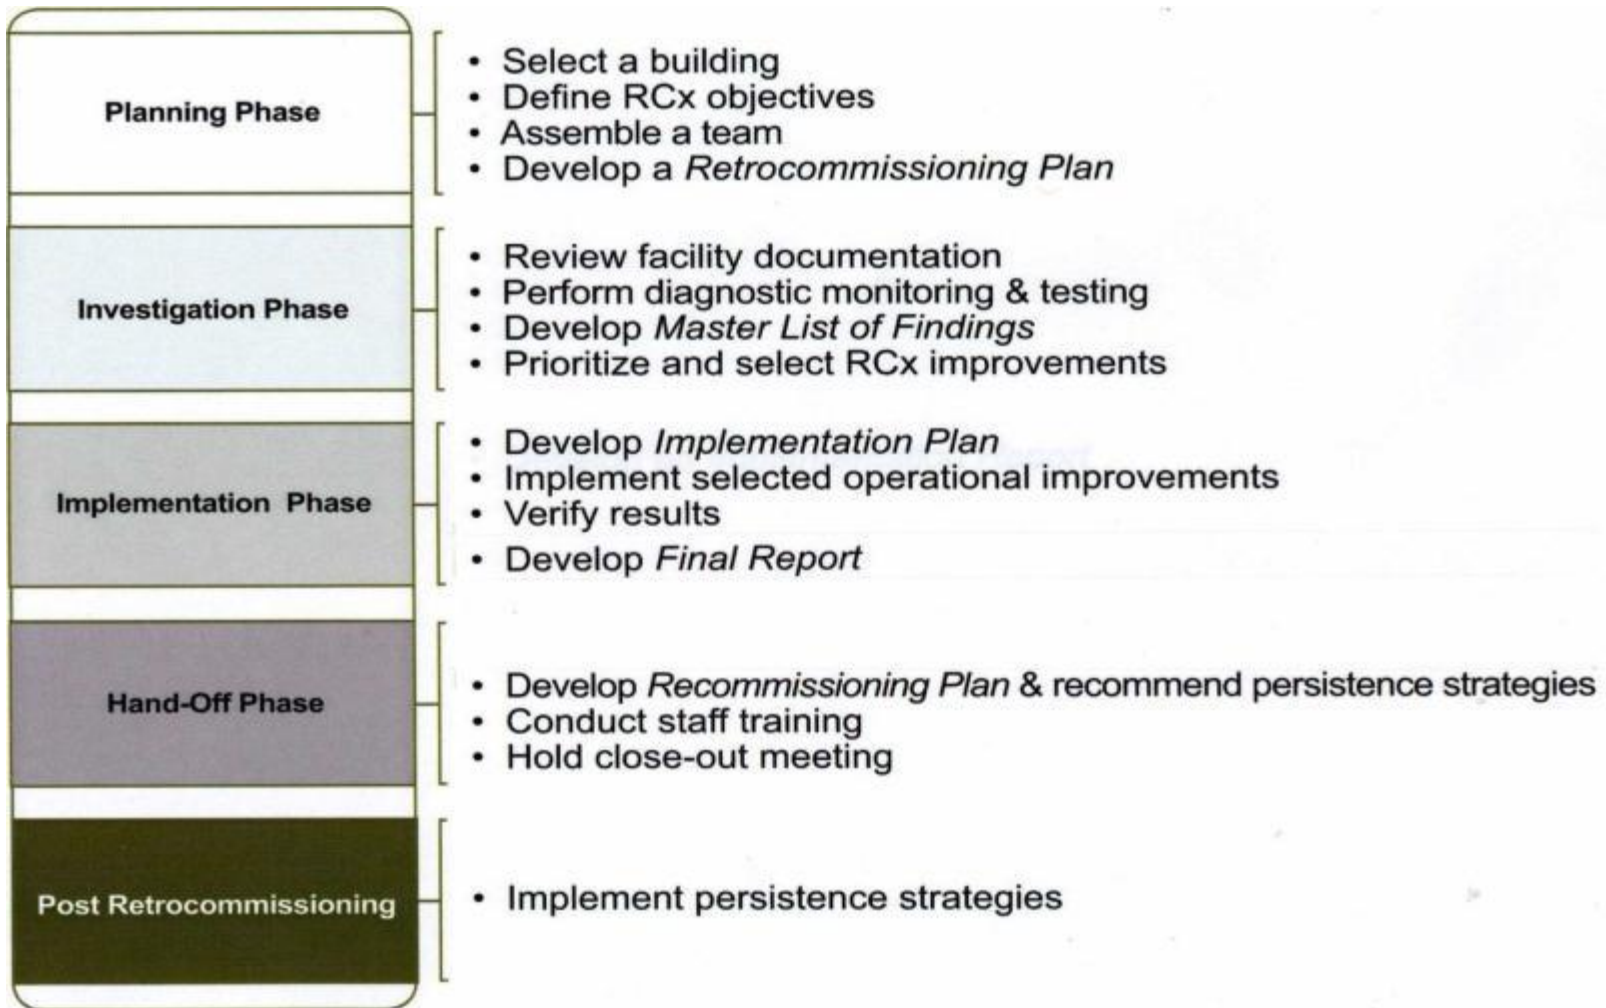 Planning Phase
• Select a building
• Define RCx objectives
• Assemble a team
• Develop a Retrocommissioning Plan
Investigation Phase
• Review facility documentation
• Perform diagnostic monitoring & testing
• Develop Master List of Findings
• Prioritize and select RCx improvements
Implementation Phase
• Develop Implementation Plan
• Implement selected operational improvements
• Verify results
• Develop Final Report
Hand-Off Phase
• Develop Recommissioning Plan & recommend persistence strategies
• Conduct staff training
• Hold close-out meeting
Post Retrocommissioning
• Implement persistence strategies